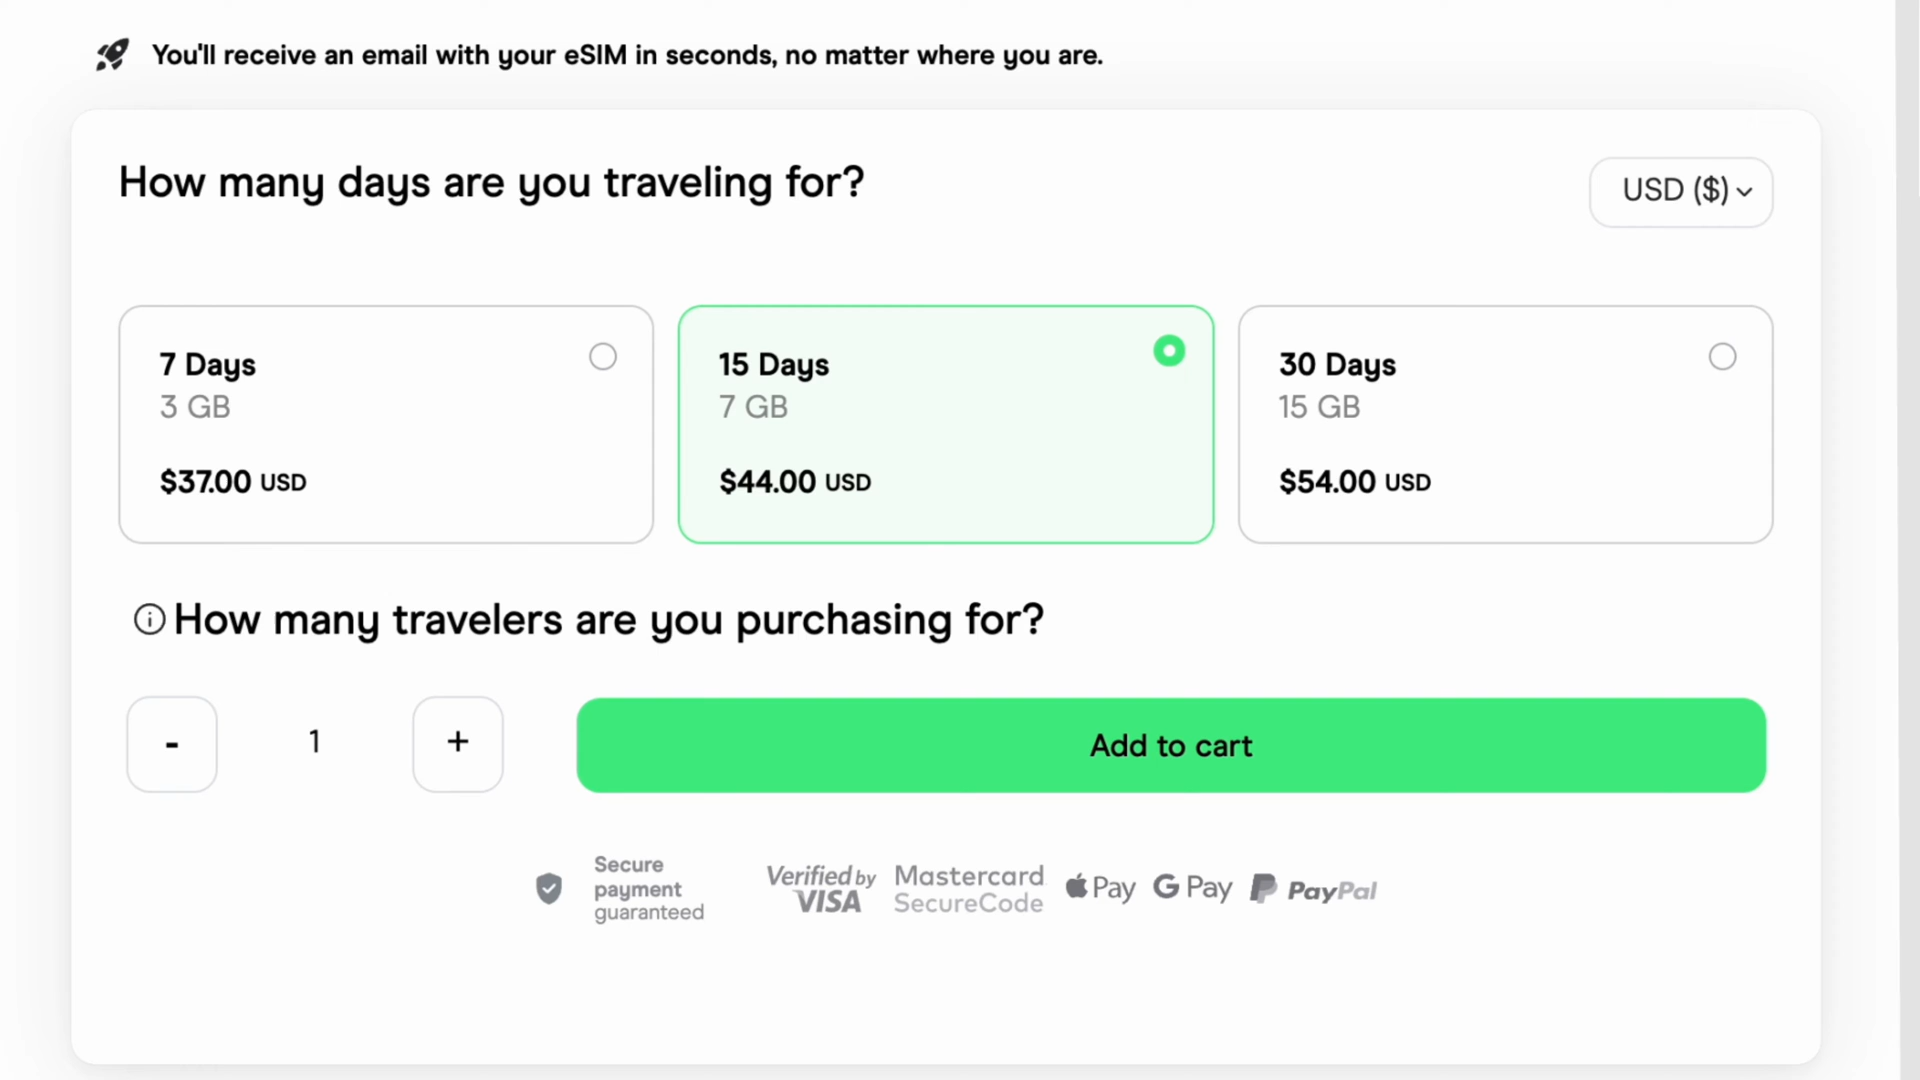 You'll receive an email with your eSIM in seconds, no matter where you are.
How many days are you traveling for?
USD ($)
7 Days
3 GB
$37.00 USD
15 Days
7 GB
$44.00 USD
30 Days
15 GB
$54.00 USD
How many travelers are you purchasing for?
- 1 +
Add to cart
Secure
payment
guaranteed
Verified by
VISA
Mastercard
SecureCode
Pay
G Pay
PayPal